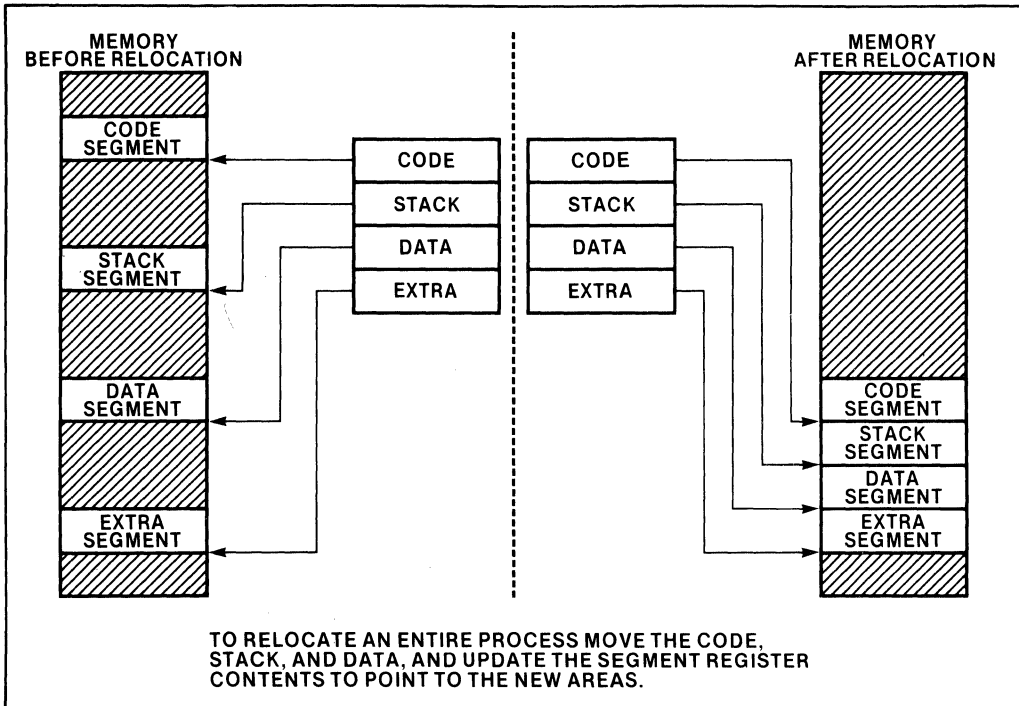 MEMORY
BEFORE RELOCATION
CODE
SEGMENT
STACK
SEGMENT
DATA
SEGMENT
EXTRA
SEGMENT
CODE
STACK
DATA
EXTRA
CODE
STACK
DATA
EXTRA
MEMORY
AFTER RELOCATION
CODE
SEGMENT
STACK
SEGMENT
DATA
SEGMENT
EXTRA
SEGMENT
TO RELOCATE AN ENTIRE PROCESS MOVE THE CODE,
STACK, AND DATA, AND UPDATE THE SEGMENT REGISTER
CONTENTS TO POINT TO THE NEW AREAS.